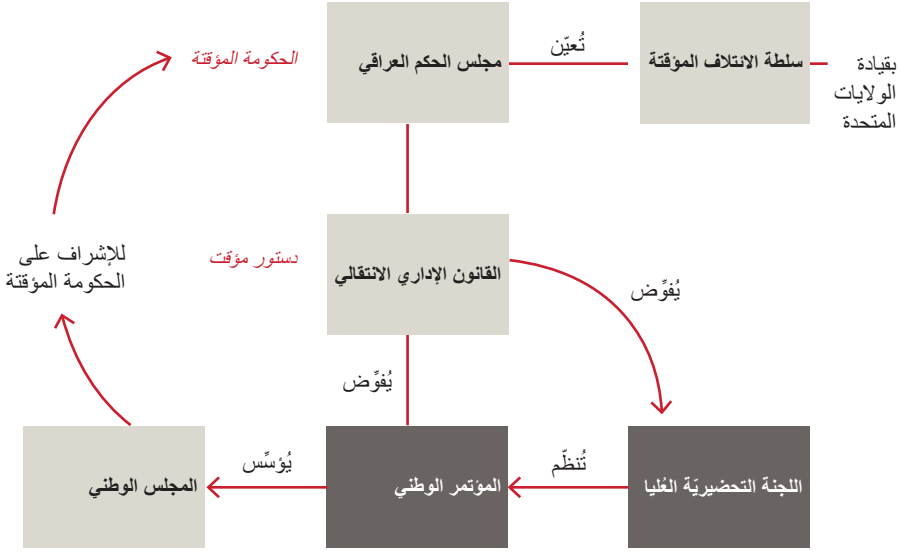 بقيادة
الولايات
المتحدة
سلطة الائتلاف المؤقتة
تُعيّن
مجلس الحكم العراقي
الحكومة المؤقتة
القانون الإداري الانتقالي
دستور مؤقت
للإشراف على
الحكومة المؤقتة
يُفوِّض
يُفوِّض
اللجنة التحضيريّة العُليا
تُنظّم
المؤتمر الوطني
يُؤسِّس
المجلس الوطني